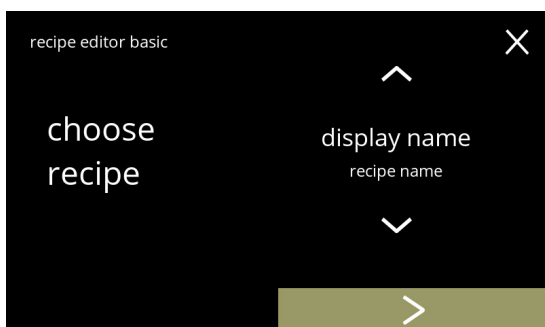 recipe editor basic
choose
recipe
display name
recipe name